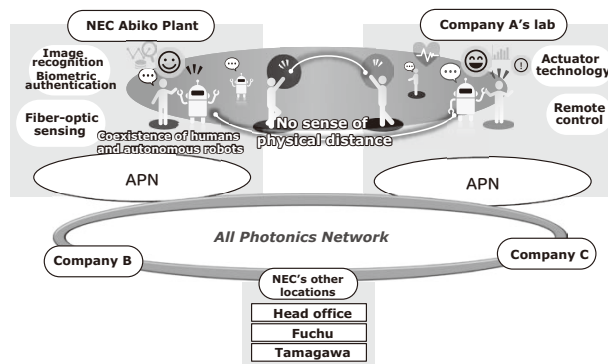 NEC Abiko Plant
Company A's lab
Image
recognition
Biometric
authentication
Fiber-optic
sensing
Coexistence of humans
and autonomous robots
No sense of
physical distance
Actuator
technology
Remote
control
APN
APN
All Photonics Network
Company B
Company C
NEC's other
locations
Head office
Fuchu
Tamagawa